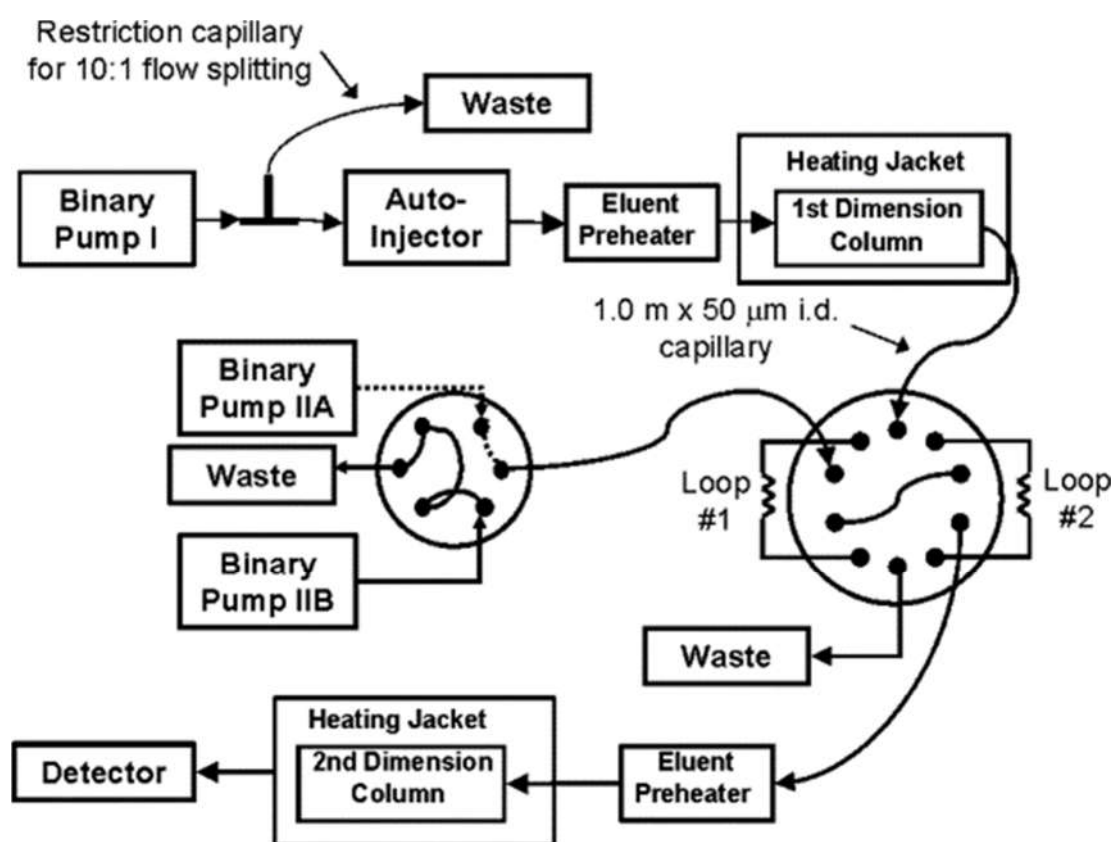 Restriction capillary
for 10:1 flow splitting
Waste
Binary
Pump I
Auto-
Injector
Eluent
Preheater
Heating Jacket
1st Dimension
Column
1.0 m x 50 μm i.d.
capillary
Binary
Pump IIA
Waste
Binary
Pump IIB
Loop
#1
Loop
#2
Waste
Heating Jacket
2nd Dimension
Column
Detector
Eluent
Preheater